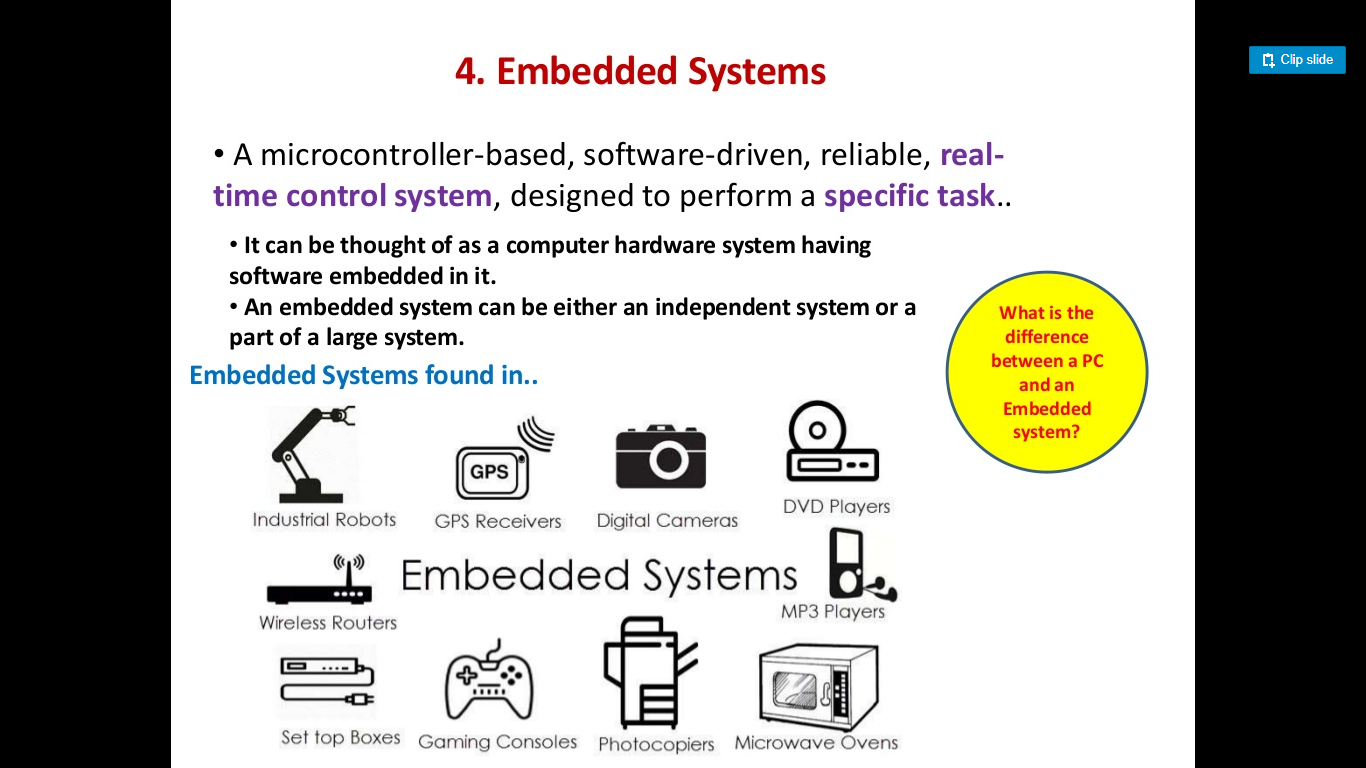 Clip slide
4. Embedded Systems
• A microcontroller-based, software-driven, reliable, real-
time control system, designed to perform a specific task..
• It can be thought of as a computer hardware system having
software embedded in it.
• An embedded system can be either an independent system or a
part of a large system.
What is the
difference
between a PC
and an
Embedded
system?
Embedded Systems found in..
GPS
Industrial Robots
GPS Receivers
Digital Cameras
DVD Players
Embedded Systems
Wireless Routers
MP3 Players
Set top Boxes
Gaming Consoles
Photocopiers
Microwave Ovens